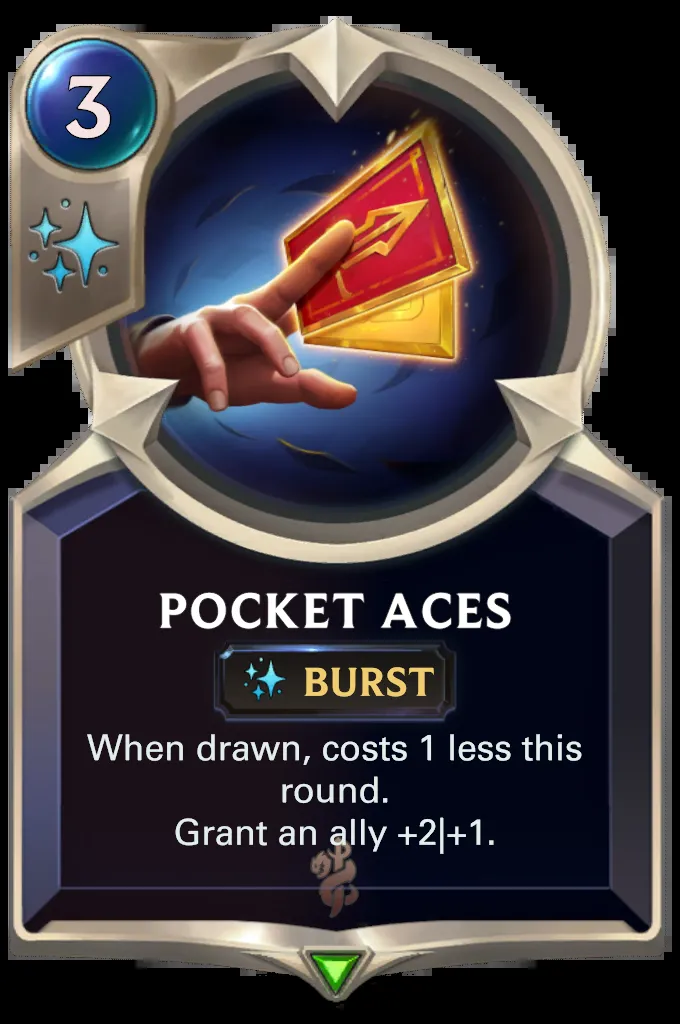 3
POCKET ACES
BURST
When drawn, costs 1 less this
round.
Grant an ally +2|+1.